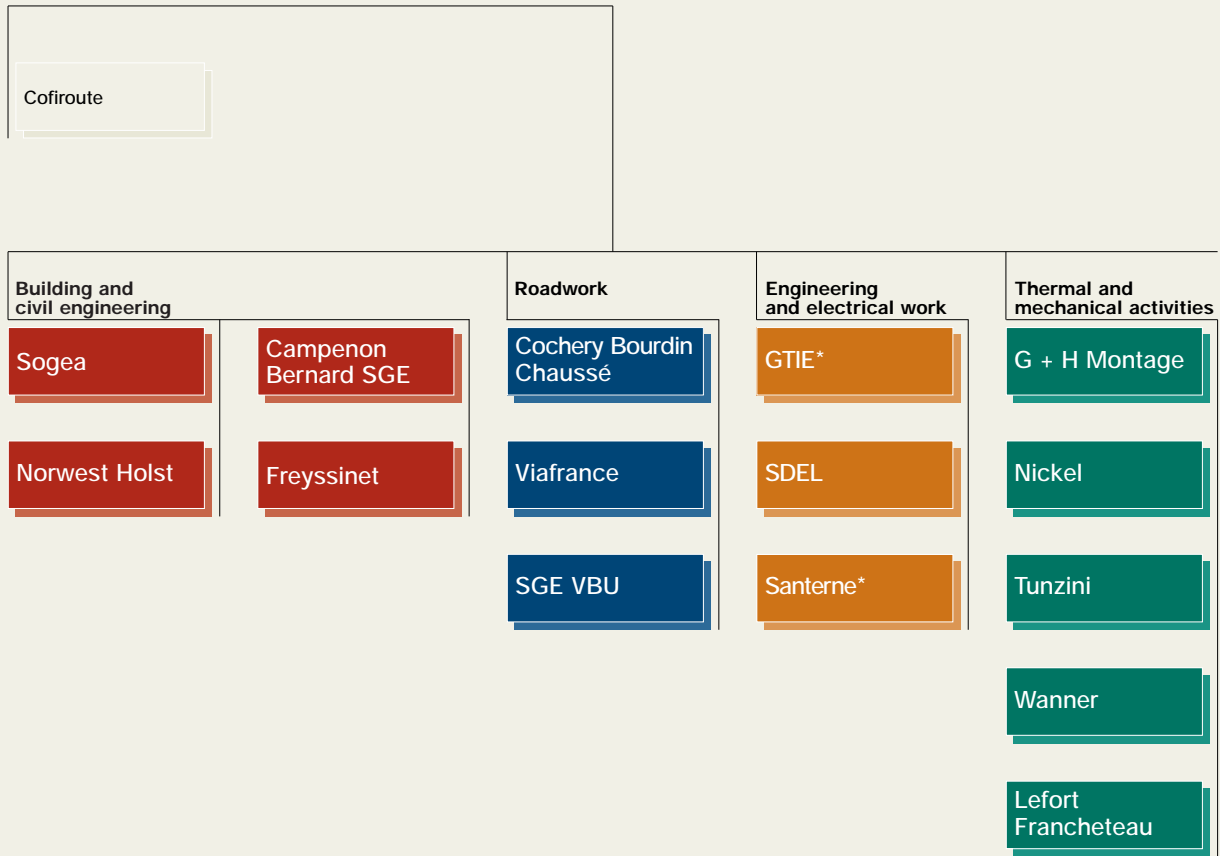 Cofiroute
Building and
civil engineering
Roadwork
Engineering
and electrical work
Thermal and
mechanical activities
Sogea
Campenon
Bernard SGE
Cochery Bourdin
Chaussé
GTIE*
G + H Montage
Norwest Holst
Freyssinet
Viafrance
SDEL
Nickel
SGE VBU
Santerne*
Tunzini
Wanner
Lefort
Francheteau